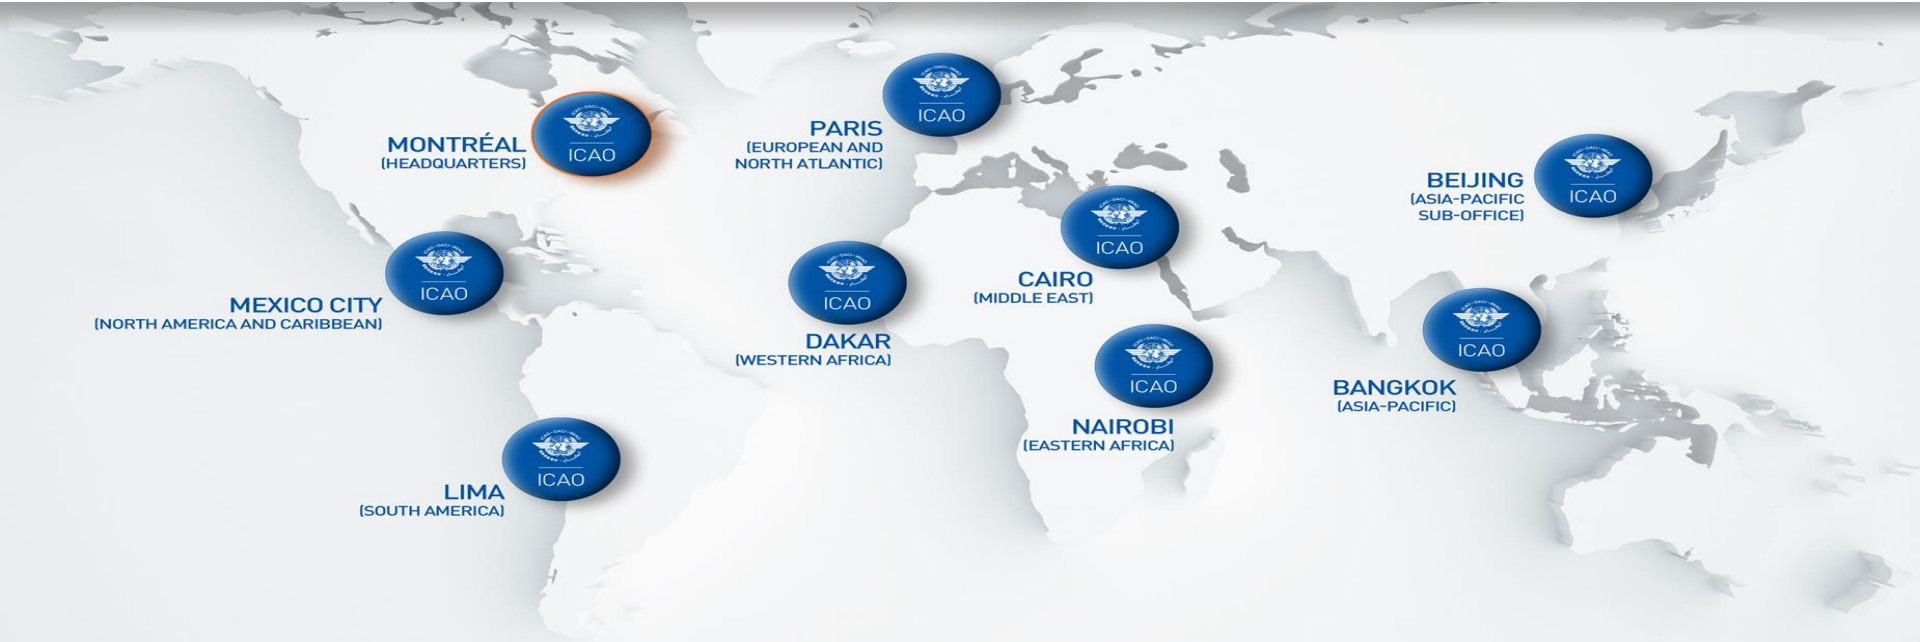 MONTRÉAL
(HEADQUARTERS)
ICAO
PARIS
(EUROPEAN AND
NORTH ATLANTIC)
ICAO
BEIJING
(ASIA-PACIFIC
SUB-OFFICE)
ICAO
MEXICO CITY
(NORTH AMERICA AND CARIBBEAN)
ICAO
DAKAR
(WESTERN AFRICA)
ICAO
CAIRO
(MIDDLE EAST)
ICAO
NAIROBI
(EASTERN AFRICA)
ICAO
BANGKOK
(ASIA-PACIFIC)
ICAO
LIMA
(SOUTH AMERICA)
ICAO